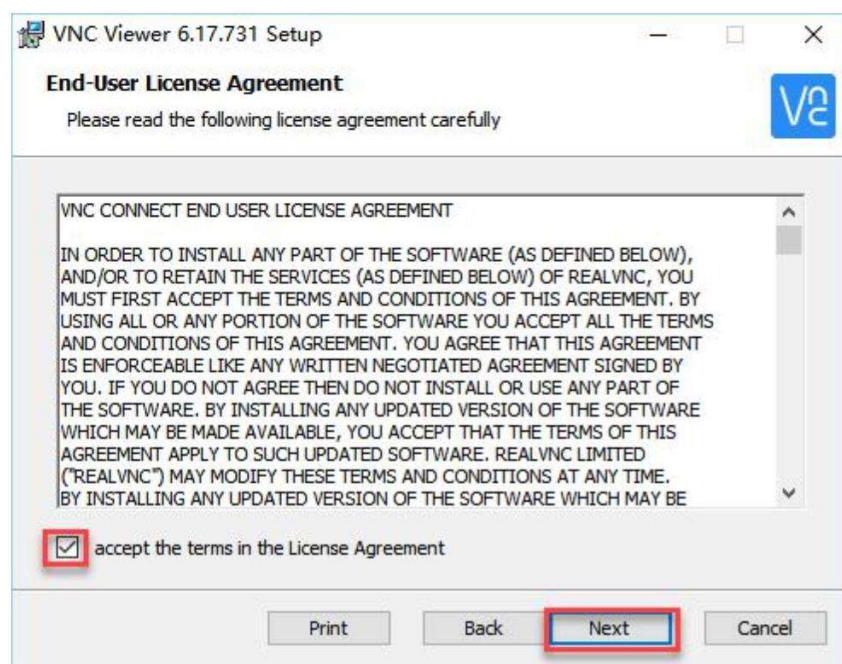 VNC Viewer 6.17.731 Setup
End-User License Agreement
Please read the following license agreement carefully
VNC
VNC CONNECT END USER LICENSE AGREEMENT
IN ORDER TO INSTALL ANY PART OF THE SOFTWARE (AS DEFINED BELOW),
AND/OR TO RETAIN THE SERVICES (AS DEFINED BELOW) OF REALVNC, YOU
MUST FIRST ACCEPT THE TERMS AND CONDITIONS OF THIS AGREEMENT. BY
USING ALL OR ANY PORTION OF THE SOFTWARE YOU ACCEPT ALL THE TERMS
AND CONDITIONS OF THIS AGREEMENT. YOU AGREE THAT THIS AGREEMENT
IS ENFORCEABLE LIKE ANY WRITTEN NEGOTIATED AGREEMENT SIGNED BY
YOU. IF YOU DO NOT AGREE THEN DO NOT INSTALL OR USE ANY PART OF
THE SOFTWARE. BY INSTALLING ANY UPDATED VERSION OF THE SOFTWARE
WHICH MAY BE MADE AVAILABLE, YOU ACCEPT THAT THE TERMS OF THIS
AGREEMENT APPLY TO SUCH UPDATED SOFTWARE. REALVNC LIMITED
("REALVNC") MAY MODIFY THESE TERMS AND CONDITIONS AT ANY TIME.
BY INSTALLING ANY UPDATED VERSION OF THE SOFTWARE WHICH MAY BE
accept the terms in the License Agreement
Print Back Next Cancel